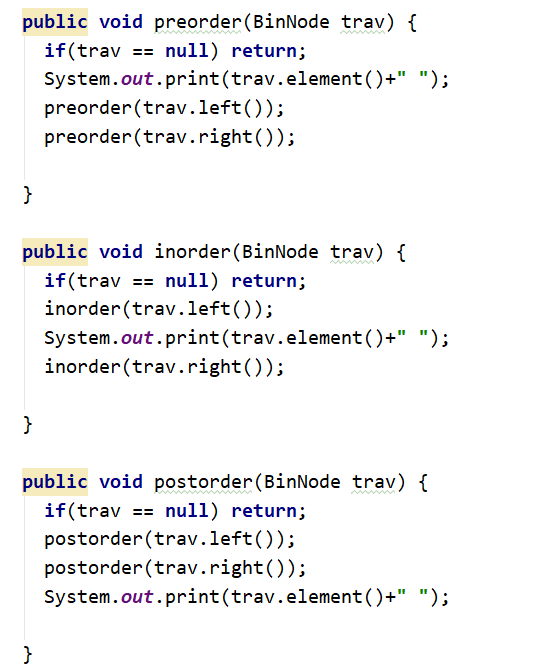 public void preorder(BinNode trav) {
if(trav == null) return;
System.out.print(trav.element()+" ");
preorder(trav.left());
preorder(trav.right());
}
public void inorder(BinNode trav) {
if(trav == null) return;
inorder(trav.left());
System.out.print(trav.element()+" ");
inorder(trav.right());
}
public void postorder(BinNode trav) {
if(trav == null) return;
postorder(trav.left());
postorder(trav.right());
System.out.print(trav.element()+" ");
}